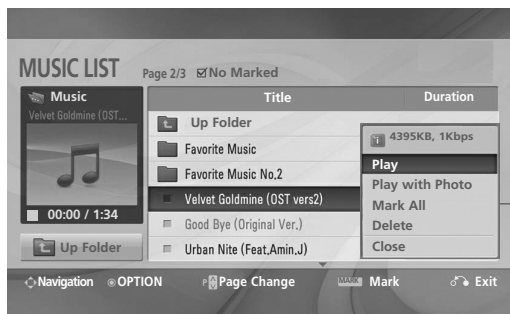 MUSIC LIST Page 2/3 No Marked
Music
Velvet Goldmine (OST...
00:00 / 1:34
Up Folder
Title Duration
Up Folder
Favorite Music
Favorite Music No,2
Velvet Goldmine (OST vers2)
Good Bye (Original Ver,)
Urban Nite (Feat,Amin,J)
4395KB, 1Kbps
Play
Play with Photo
Mark All
Delete
Close
Navigation OPTION P Page Change MARK Mark Exit